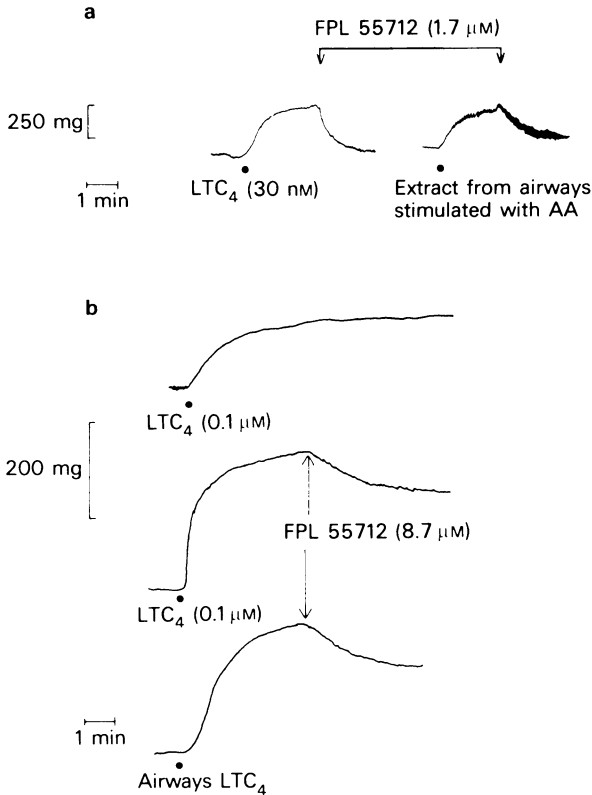 a
FPL 55712 (1.7 μM)
250 mg
1 min
LTC4 (30 nM)
Extract from airways
stimulated with AA
b
LTC4 (0.1 μM)
200 mg
FPL 55712 (8.7 μM)
LTC4 (0.1 μM)
1 min
Airways LTC4